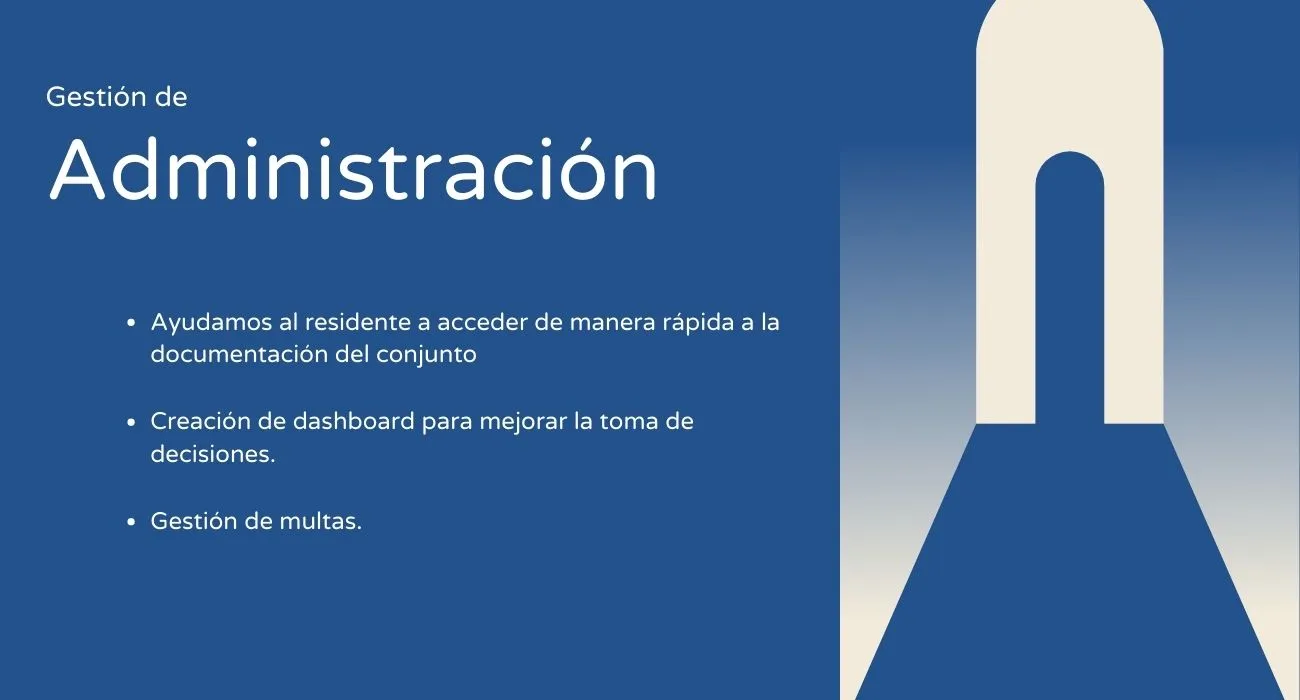 Gestión de
Administración
• Ayudamos al residente a acceder de manera rápida a la
documentación del conjunto
• Creación de dashboard para mejorar la toma de
decisiones.
• Gestión de multas.